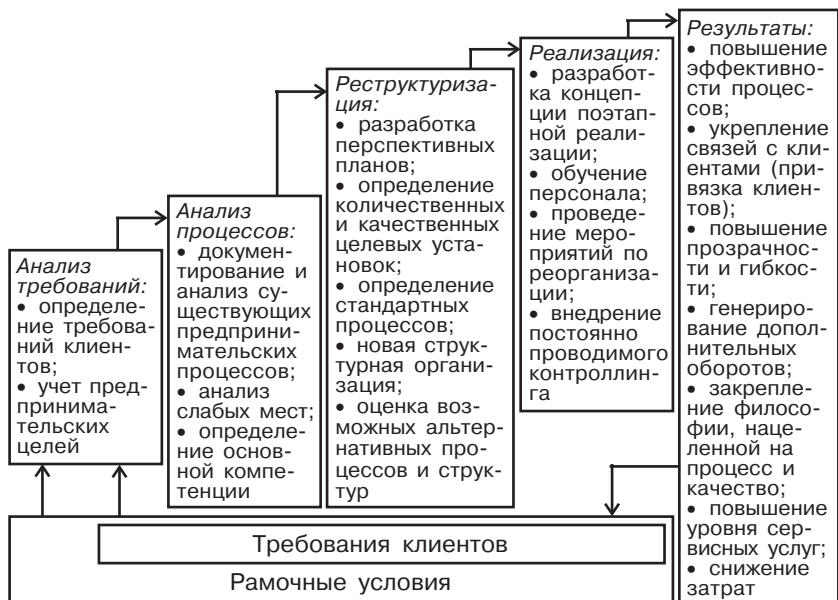 Анализ
требований:
• определе-
ние требова-
ний клиен-
тов;
• учет пред-
принима-
тельских
целей
Анализ
процессов:
• докумен-
тирование и
анализ су-
ществующих
предприни-
мательских
процессов;
• анализ
слабых мест;
• определе-
ние основ-
ной компе-
тенции
Реструктуриза-
ция:
• разработка
перспективных
планов;
• определение
количественных
и качественных
целевых уста-
новок;
• определение
стандартных
процессов;
• новая струк-
турная органи-
зация;
• оценка воз-
можных альтер-
нативных про-
цессов и струк-
тур
Реализация:
• разработ-
ка концеп-
ции поэтап-
ной реали-
зации;
• обучение
персонала;
• проведе-
ние меро-
приятий по
реорганиза-
ции;
• внедрение
постоянно
проводимого
контроллин-
га
Результаты:
• повышение
эффективно-
сти процес-
сов;
• укрепление
связей с кли-
ентами (при-
вязка клиен-
тов);
• повышение
прозрачнос-
ти и гибкос-
ти;
• генериро-
вание допол-
нительных
оборотов;
• закрепле-
ние филосо-
фии, наце-
ленной на
процесс и
качество;
• повышение
уровня сер-
висных услуг;
• снижение
затрат
Требования клиентов
Рамочные условия